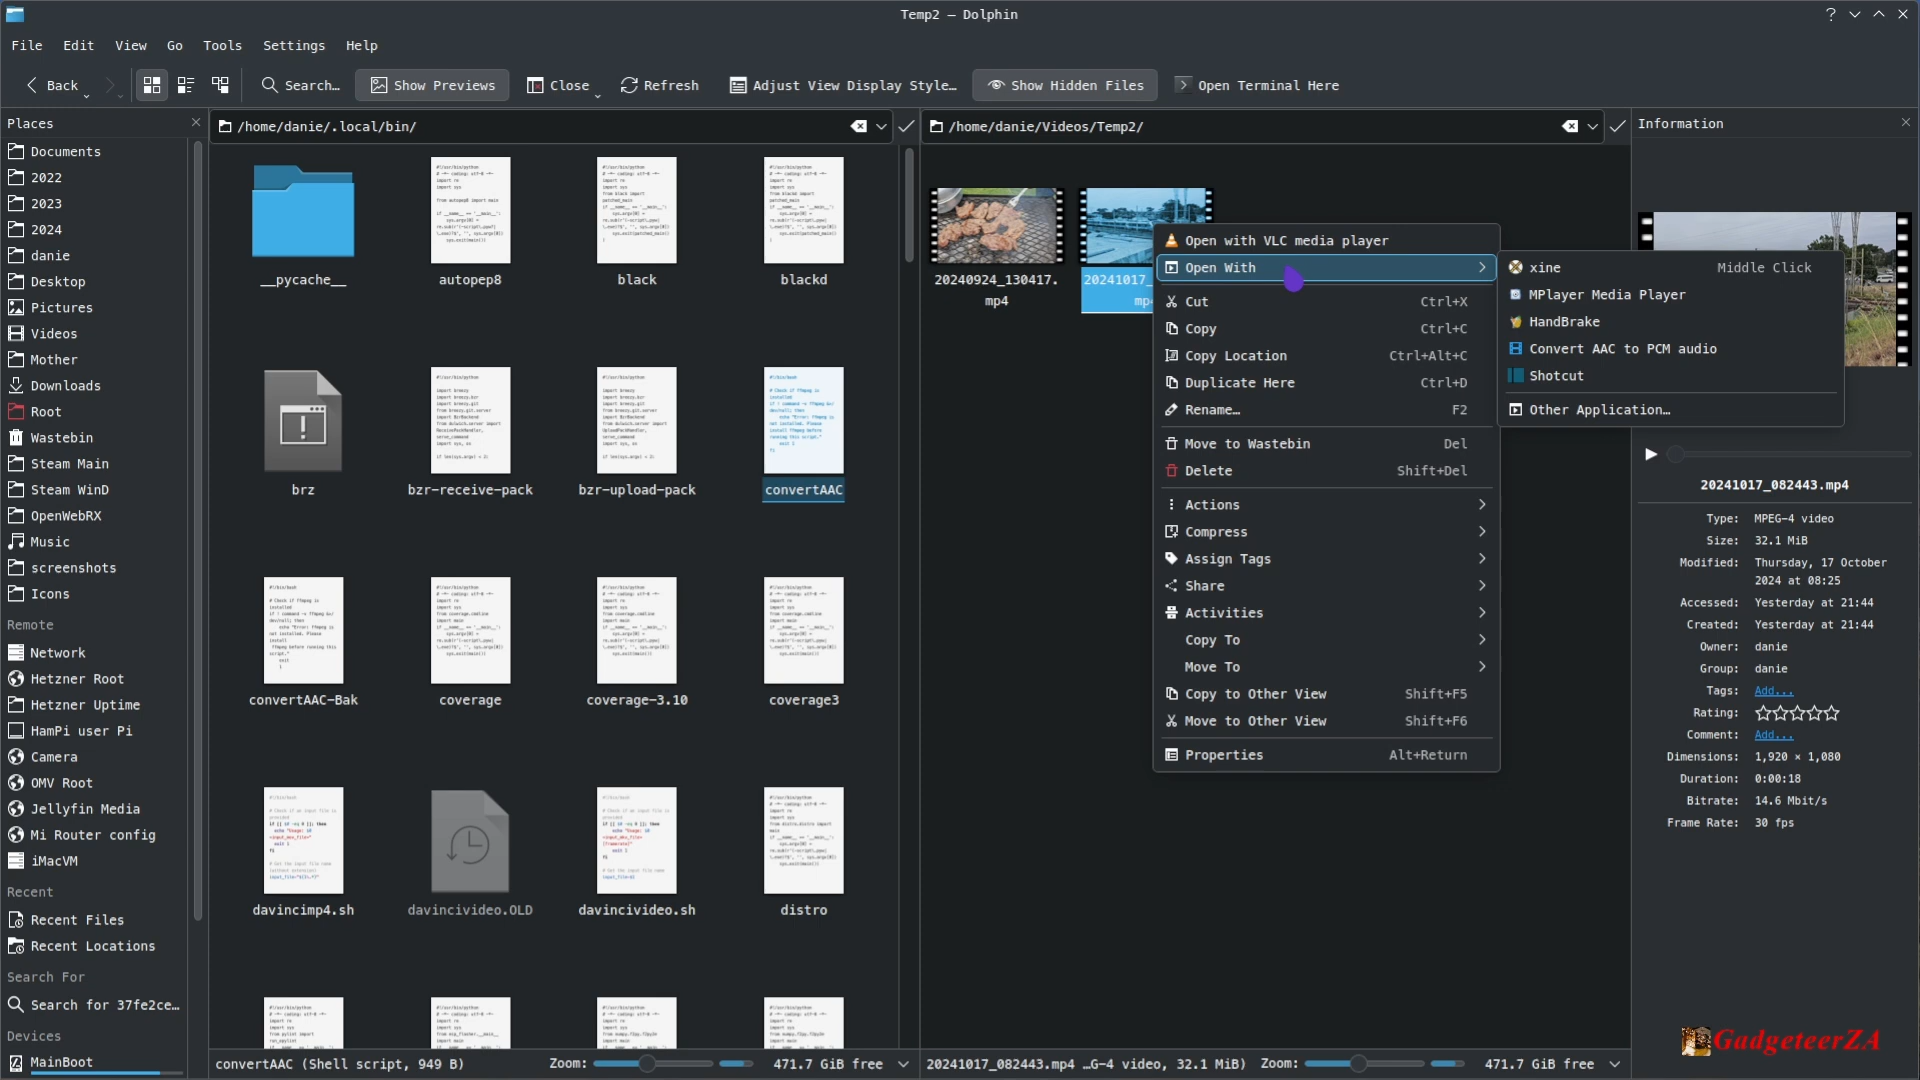 Temp2 — Dolphin
File Edit View Go Tools Settings Help
Back Search… Show Previews Close Refresh Adjust View Display Style… Show Hidden Files Open Terminal Here
Places
Documents
2022
2023
2024
danie
Desktop
Pictures
Videos
Mother
Downloads
Root
Wastebin
Steam Main
Steam WinD
OpenWebRX
Music
screenshots
Icons
Remote
Network
Hetzner Root
Hetzner Uptime
HamPi user Pi
Camera
OMV Root
Jellyfin Media
Mi Router config
iMacVM
Recent
Recent Files
Recent Locations
Search For
Search for 37fe2ce…
Devices
MainBoot
/home/danie/.local/bin/
__pycache__ autopep8 black blackd
brz bzr-receive-pack bzr-upload-pack convertAAC
convertAAC-Bak coverage coverage-3.10 coverage3
davincimp4.sh davincivideo.OLD davincivideo.sh distro
convertAAC (Shell script, 949 B) Zoom: 471.7 GiB free
/home/danie/Videos/Temp2/
20240924_130417.
mp4
20241017_
Open with VLC media player
Open With
Cut Ctrl+X
Copy Ctrl+C
Copy Location Ctrl+Alt+C
Duplicate Here Ctrl+D
Rename… F2
Move to Wastebin Del
Delete Shift+Del
Actions
Compress
Assign Tags
Share
Activities
Copy To
Move To
Copy to Other View Shift+F5
Move to Other View Shift+F6
Properties Alt+Return
xine Middle Click
MPlayer Media Player
HandBrake
Convert AAC to PCM audio
Shotcut
Other Application…
20241017_082443.mp4 …G-4 video, 32.1 MiB) Zoom: 471.7 GiB free
Information
20241017_082443.mp4
Type: MPEG-4 video
Size: 32.1 MiB
Modified: Thursday, 17 October
2024 at 08:25
Accessed: Yesterday at 21:44
Created: Yesterday at 21:44
Owner: danie
Group: danie
Tags: Add...
Rating:
Comment: Add...
Dimensions: 1,920 × 1,080
Duration: 0:00:18
Bitrate: 14.6 Mbit/s
Frame Rate: 30 fps
GadgeteerZA